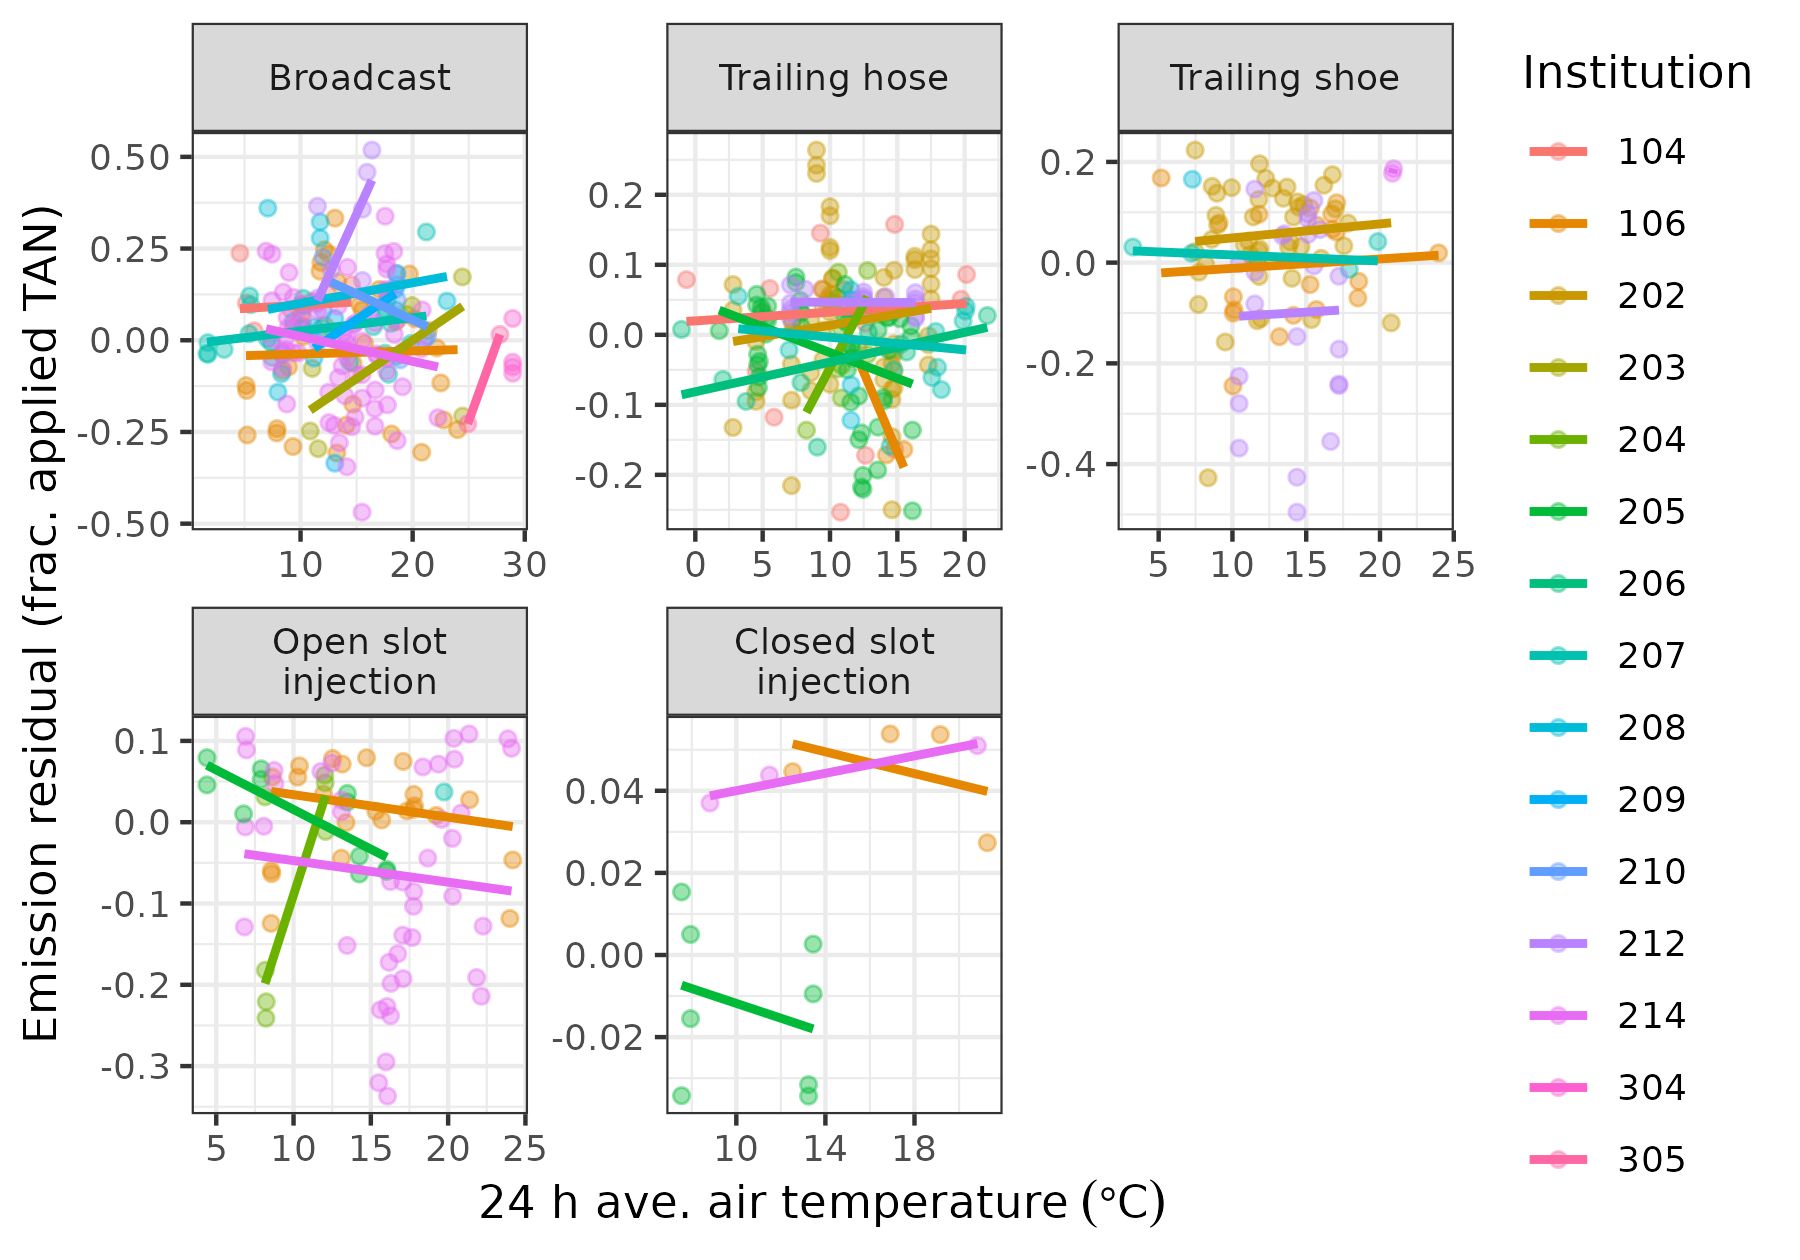 Broadcast
Trailing hose
Trailing shoe
Institution
104
106
202
203
204
205
206
207
208
209
210
212
214
304
305
0.50
0.25
0.00
-0.25
-0.50
10 20 30
0.2
0.1
0.0
-0.1
-0.2
0 5 10 15 20
0.2
0.0
-0.2
-0.4
5 10 15 20 25
Open slot
injection
Closed slot
injection
0.1
0.0
-0.1
-0.2
-0.3
5 10 15 20 25
0.04
0.02
0.00
-0.02
10 14 18
Emission residual (frac. applied TAN)
24 h ave. air temperature (°C)